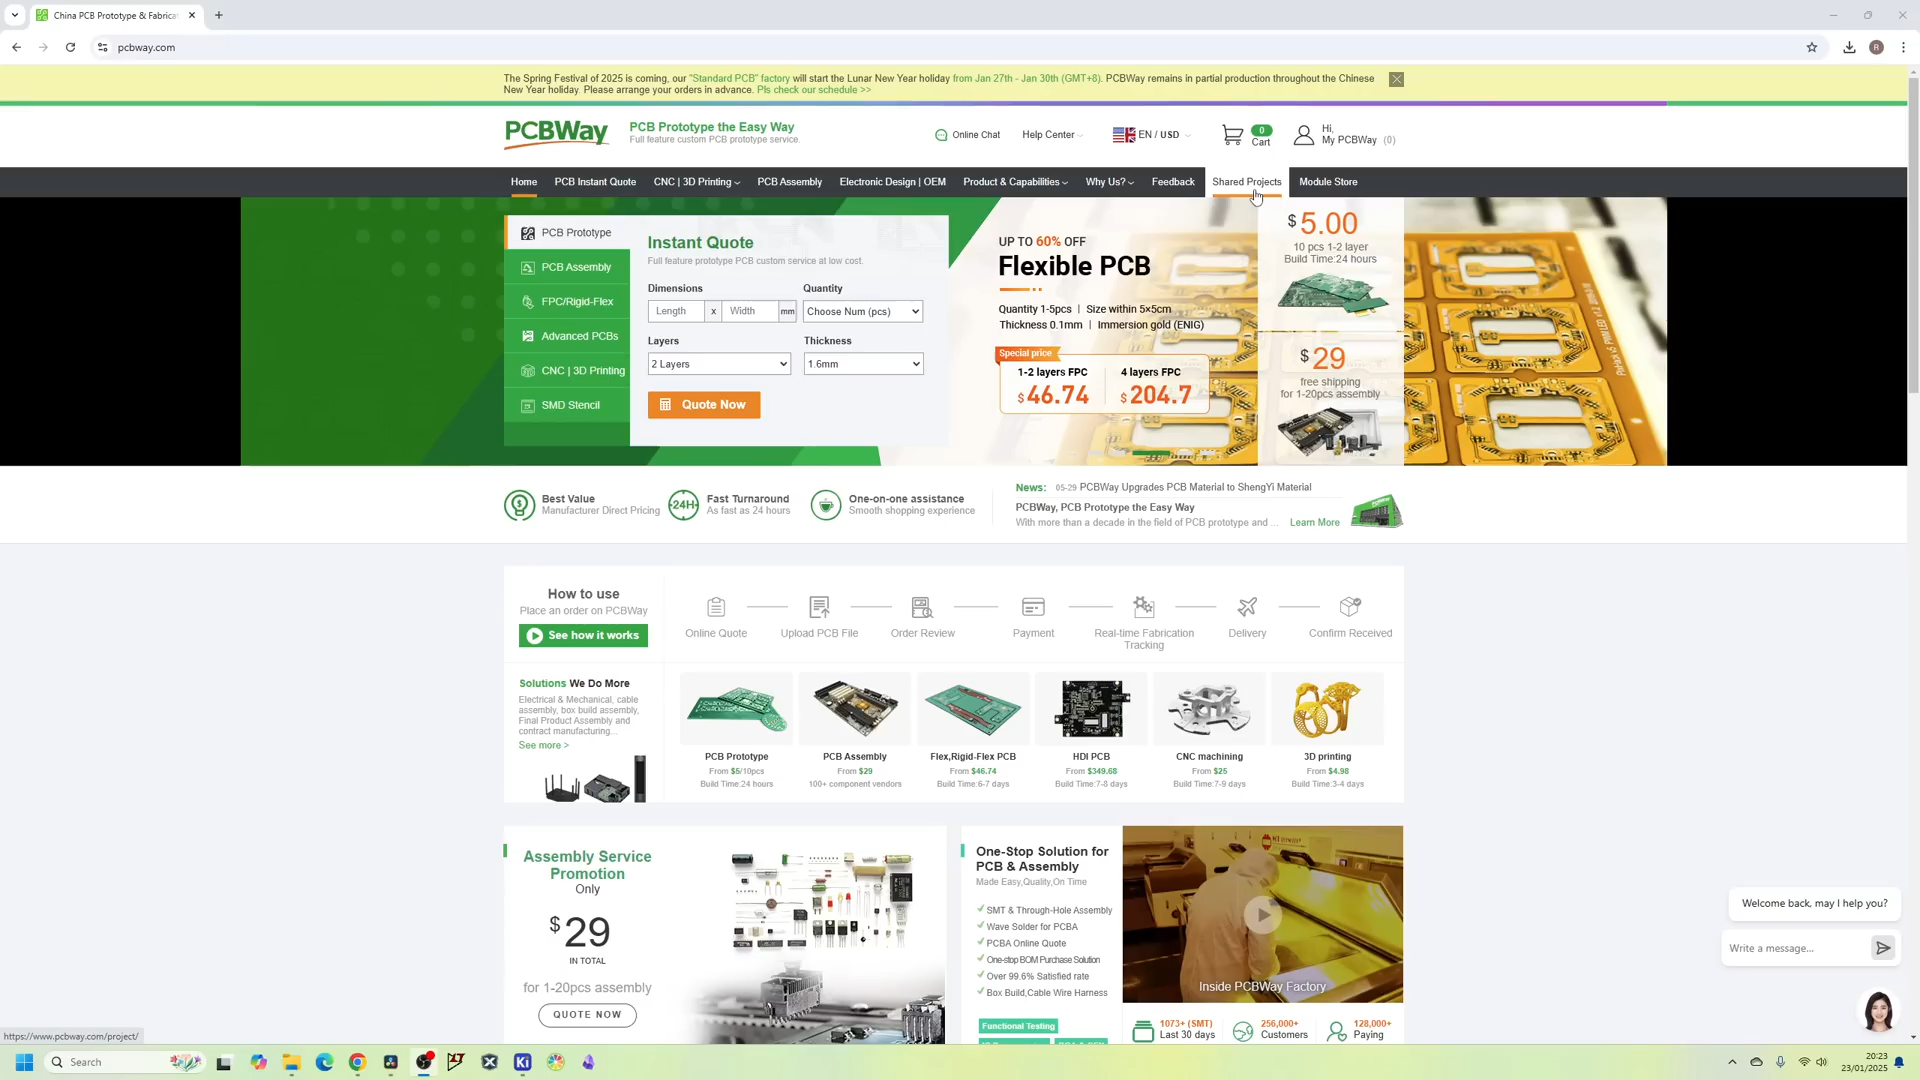 China PCB Prototype & Fabricat
pcbway.com
The Spring Festival of 2025 is coming, our "Standard PCB" factory will start the Lunar New Year holiday from Jan 27th - Jan 30th (GMT+8). PCBWay remains in partial production throughout the Chinese
New Year holiday. Please arrange your orders in advance. Pls check our schedule >>
PCBWay
PCB Prototype the Easy Way
Full feature custom PCB prototype service.
Online Chat
Help Center
EN / USD
0
Cart
Hi,
My PCBWay (0)
Home
PCB Instant Quote
CNC | 3D Printing
PCB Assembly
Electronic Design | OEM
Product & Capabilities
Why Us?
Feedback
Shared Projects
Module Store
PCB Prototype
PCB Assembly
FPC/Rigid-Flex
Advanced PCBs
CNC | 3D Printing
SMD Stencil
Instant Quote
Full feature prototype PCB custom service at low cost.
Dimensions
Quantity
Length x Width mm
Choose Num (pcs)
Layers
Thickness
2 Layers
1.6mm
Quote Now
UP TO 60% OFF
Flexible PCB
Quantity 1-5pcs | Size within 5×5cm
Thickness 0.1mm | Immersion gold (ENIG)
Special price
1-2 layers FPC
$46.74
4 layers FPC
$204.7
$5.00
10 pcs 1-2 layer
Build Time:24 hours
$29
free shipping
for 1-20pcs assembly
Best Value
Manufacturer Direct Pricing
24H
Fast Turnaround
As fast as 24 hours
One-on-one assistance
Smooth shopping experience
News: 05-29 PCBWay Upgrades PCB Material to ShengYi Material
PCBWay, PCB Prototype the Easy Way
With more than a decade in the field of PCB prototype and ... Learn More
How to use
Place an order on PCBWay
See how it works
Online Quote
Upload PCB File
Order Review
Payment
Real-time Fabrication
Tracking
Delivery
Confirm Received
Solutions We Do More
Electrical & Mechanical, cable
assembly, box build assembly,
Final Product Assembly and
contract manufacturing...
See more >
PCB Prototype
From $5/10pcs
Build Time:24 hours
PCB Assembly
From $29
100+ component vendors
Flex,Rigid-Flex PCB
From $46.74
Build Time:6-7 days
HDI PCB
From $349.68
Build Time:7-8 days
CNC machining
From $25
Build Time:7-9 days
3D printing
From $4.98
Build Time:3-4 days
Assembly Service
Promotion
Only
$29
IN TOTAL
for 1-20pcs assembly
QUOTE NOW
One-Stop Solution for
PCB & Assembly
Made Easy,Quality,On Time
SMT & Through-Hole Assembly
Wave Solder for PCBA
PCBA Online Quote
One-stop BOM Purchase Solution
Over 99.6% Satisfied rate
Box Build,Cable Wire Harness
Functional Testing
Inside PCBWay Factory
1073+ (SMT)
Last 30 days
256,000+
Customers
128,000+
Paying
Welcome back, may I help you?
Write a message...
https://www.pcbway.com/project/
Search
Ki
20:23
23/01/2025